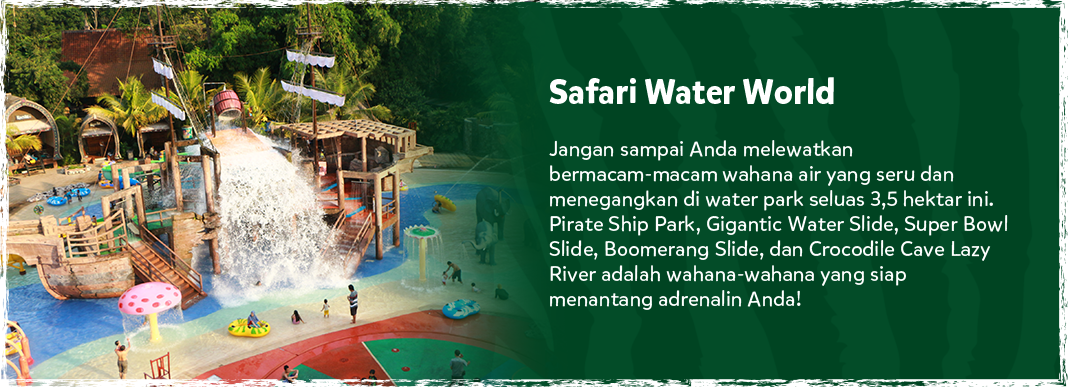 Safari Water World
Jangan sampai Anda melewatkan
bermacam-macam wahana air yang seru dan
menegangkan di water park seluas 3,5 hektar ini.
Pirate Ship Park, Gigantic Water Slide, Super Bowl
Slide, Boomerang Slide, dan Crocodile Cave Lazy
River adalah wahana-wahana yang siap
menantang adrenalin Anda!